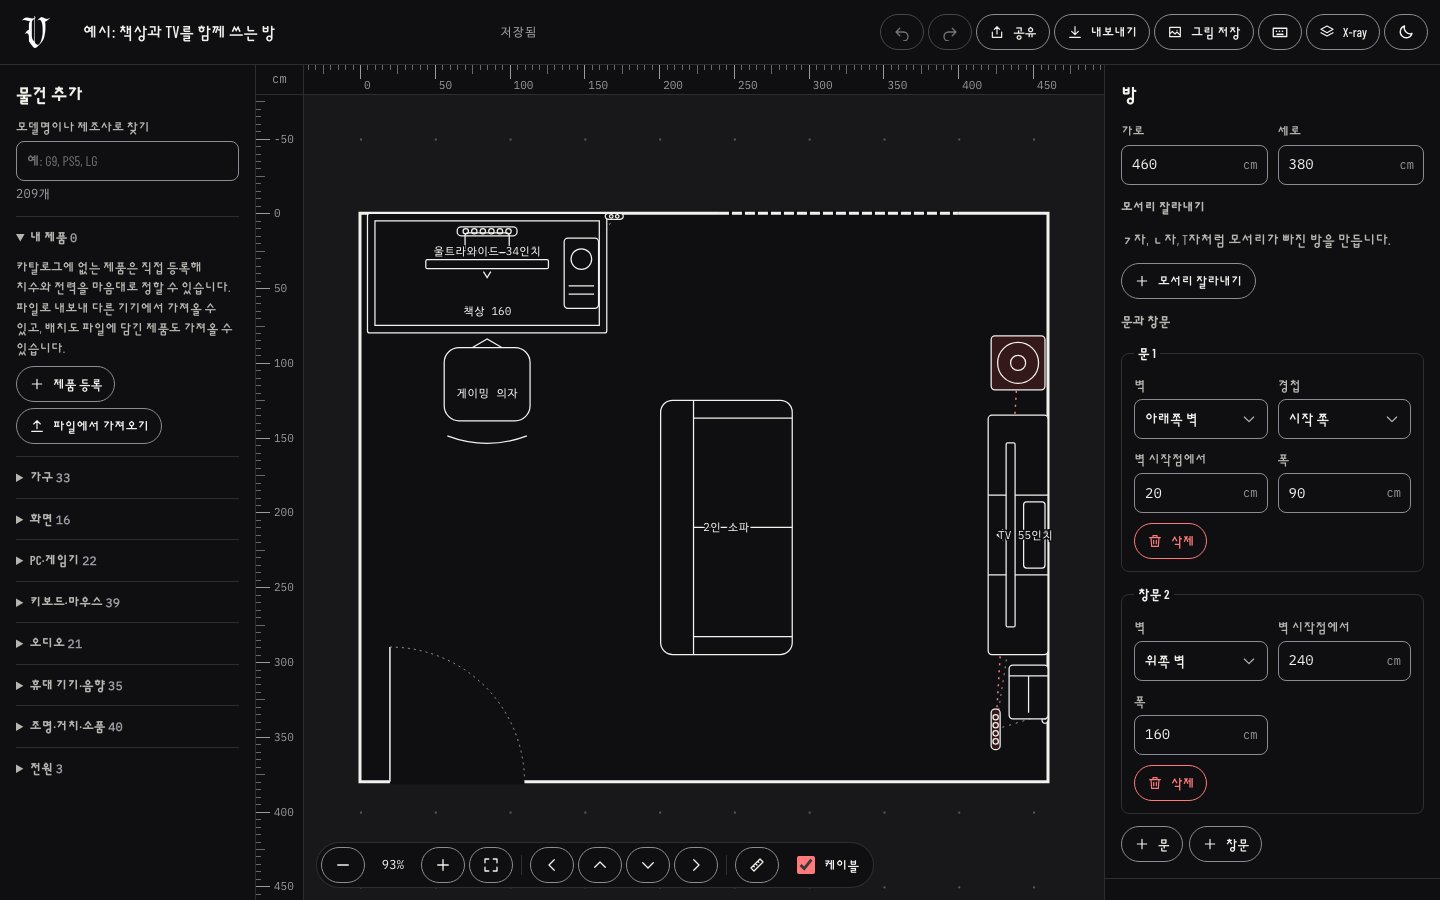 예시: 책상과 TV를 함께 쓰는 방
저장됨
공유
내보내기
그림 저장
X-ray
물건 추가
모델명이나 제조사로 찾기
예: G9, PS5, LG
209개
내 제품 0
카탈로그에 없는 제품은 직접 등록해
치수와 전력을 마음대로 정할 수 있습니다.
파일로 내보내 다른 기기에서 가져올 수
있고, 배치도 파일에 담긴 제품도 가져올 수
있습니다.
제품 등록
파일에서 가져오기
가구 33
화면 16
PC·게임기 22
키보드·마우스 39
오디오 21
휴대 기기·음향 35
조명·거치·소품 40
전원 3
cm
0 50 100 150 200 250 300 350 400 450
-50
0
50
100
150
200
250
300
350
400
450
울트라와이드 34인치
책상 160
게이밍 의자
2인 소파
TV 55인치
93%
케이블
방
가로
세로
460 cm
380 cm
모서리 잘라내기
ㄱ자, ㄴ자, T자처럼 모서리가 빠진 방을 만듭니다.
모서리 잘라내기
문과 창문
문 1
벽
경첩
아래쪽 벽
시작 쪽
벽 시작점에서
폭
20 cm
90 cm
삭제
창문 2
벽
벽 시작점에서
위쪽 벽
240 cm
폭
160 cm
삭제
문
창문